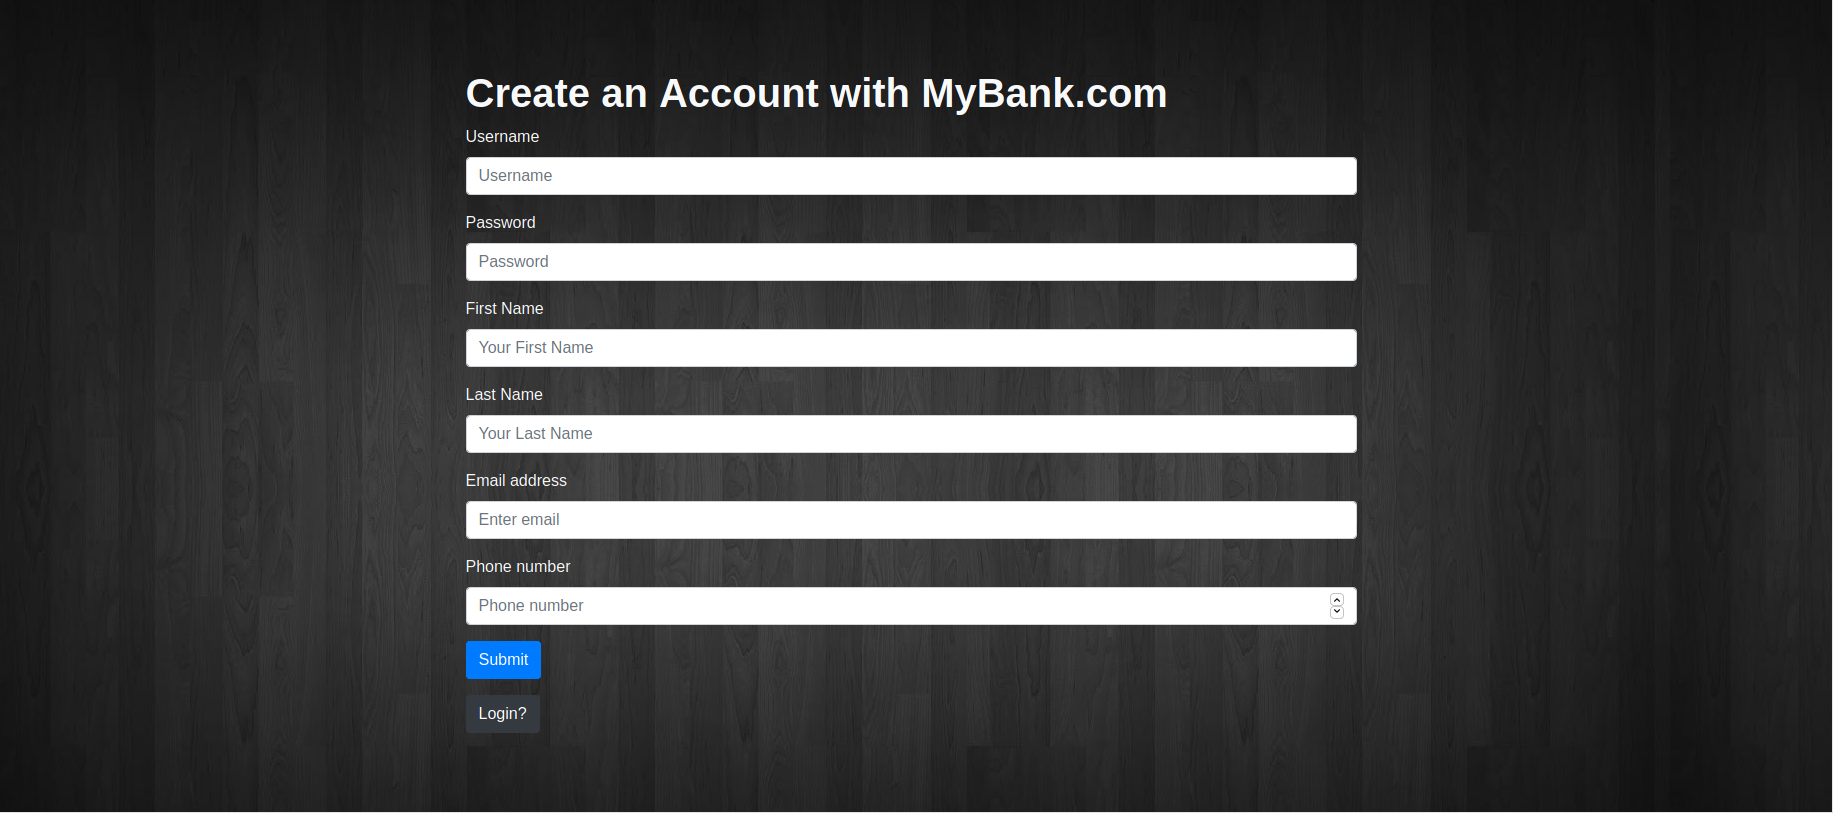 Create an Account with MyBank.com
Username
Username
Password
Password
First Name
Your First Name
Last Name
Your Last Name
Email address
Enter email
Phone number
Phone number
Submit
Login?